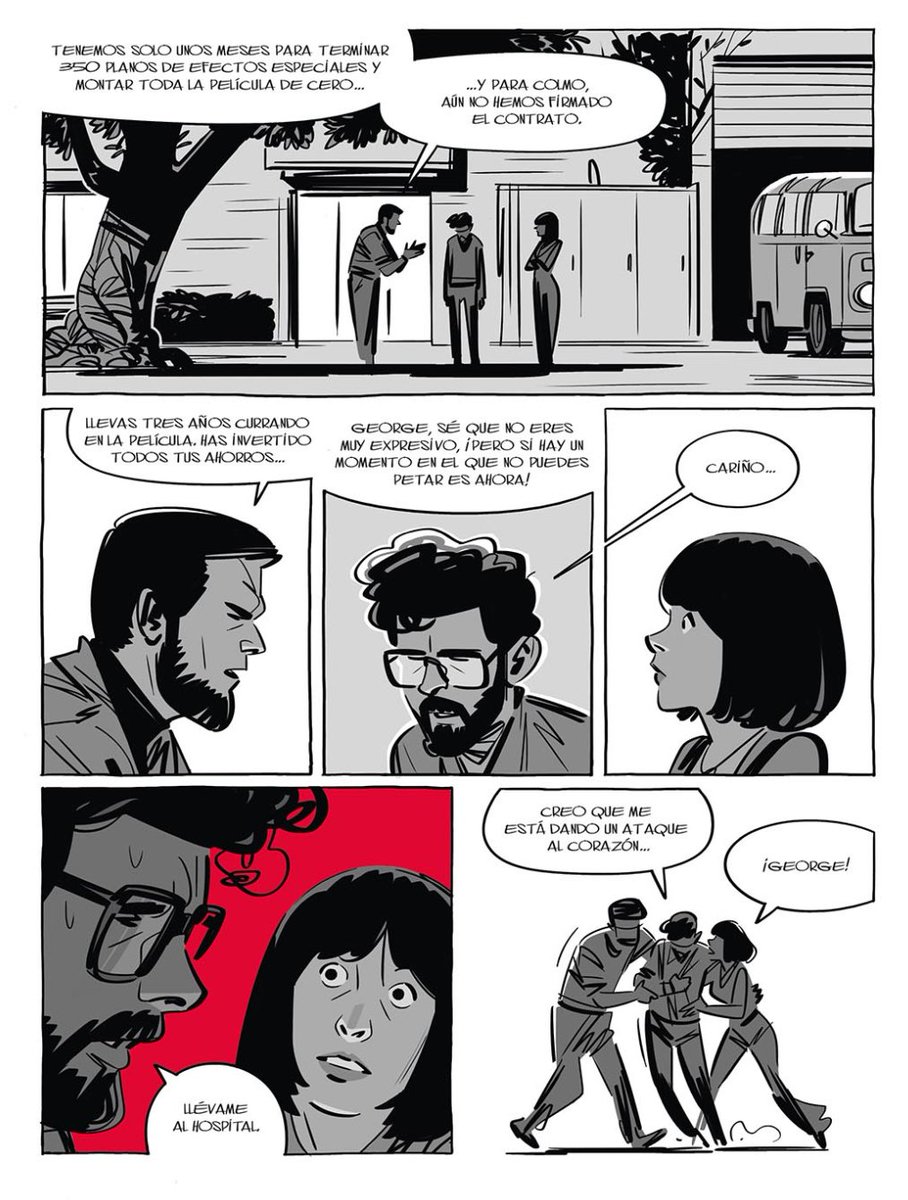 TENEMOS SOLO UNOS MESES PARA TERMINAR
350 PLANOS DE EFECTOS ESPECIALES Y
MONTAR TODA LA PELÍCULA DE CERO...
...Y PARA COLMO,
AÚN NO HEMOS FIRMADO
EL CONTRATO.
LLEVAS TRES AÑOS CURRANDO
EN LA PELÍCULA. HAS INVERTIDO
TODOS TUS AHORROS...
GEORGE, SÉ QUE NO ERES
MUY EXPRESIVO, ¡PERO SI HAY UN
MOMENTO EN EL QUE NO PUEDES
PETAR ES AHORA!
CARIÑO...
LLÉVAME
AL HOSPITAL.
CREO QUE ME
ESTÁ DANDO UN ATAQUE
AL CORAZÓN...
¡GEORGE!